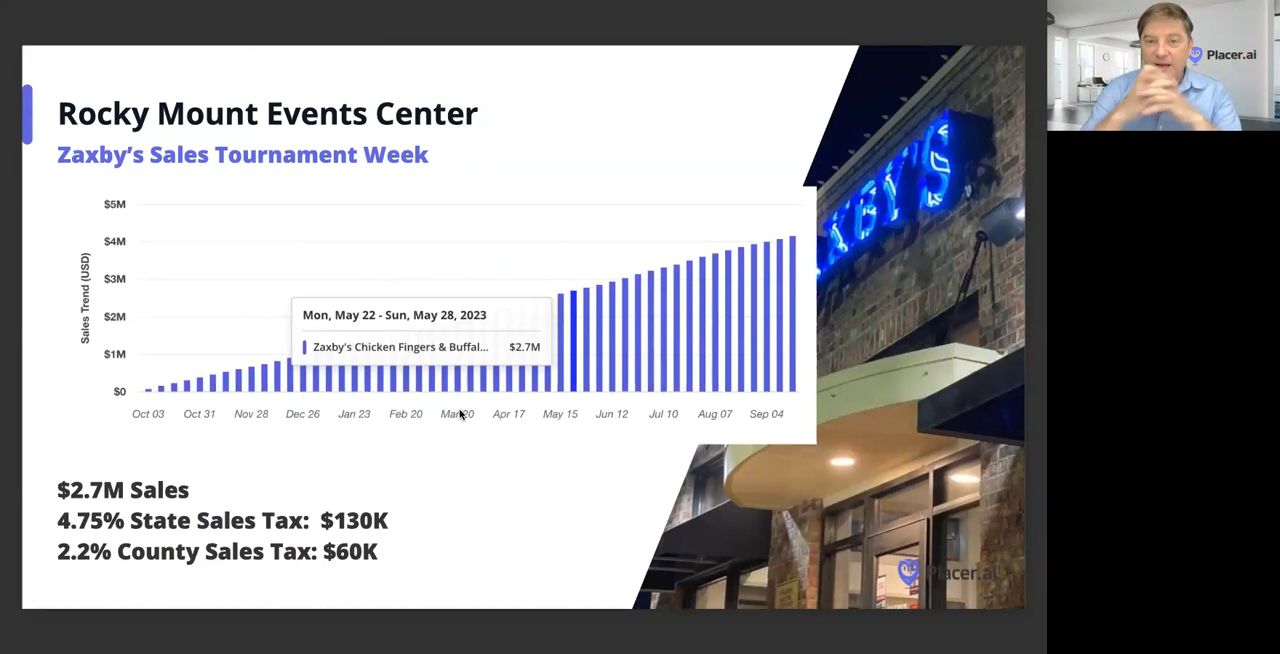 Rocky Mount Events Center
Zaxby's Sales Tournament Week
$5M
$4M
$3M
$2M
$1M
$0
Sales Trend (USD)
Mon, May 22 - Sun, May 28, 2023
Zaxby's Chicken Fingers & Buffal... $2.7M
Oct 03 Oct 31 Nov 28 Dec 26 Jan 23 Feb 20 Mar 20 Apr 17 May 15 Jun 12 Jul 10 Aug 07 Sep 04
$2.7M Sales
4.75% State Sales Tax: $130K
2.2% County Sales Tax: $60K
XBY'S
Placer.ai
Placer.ai